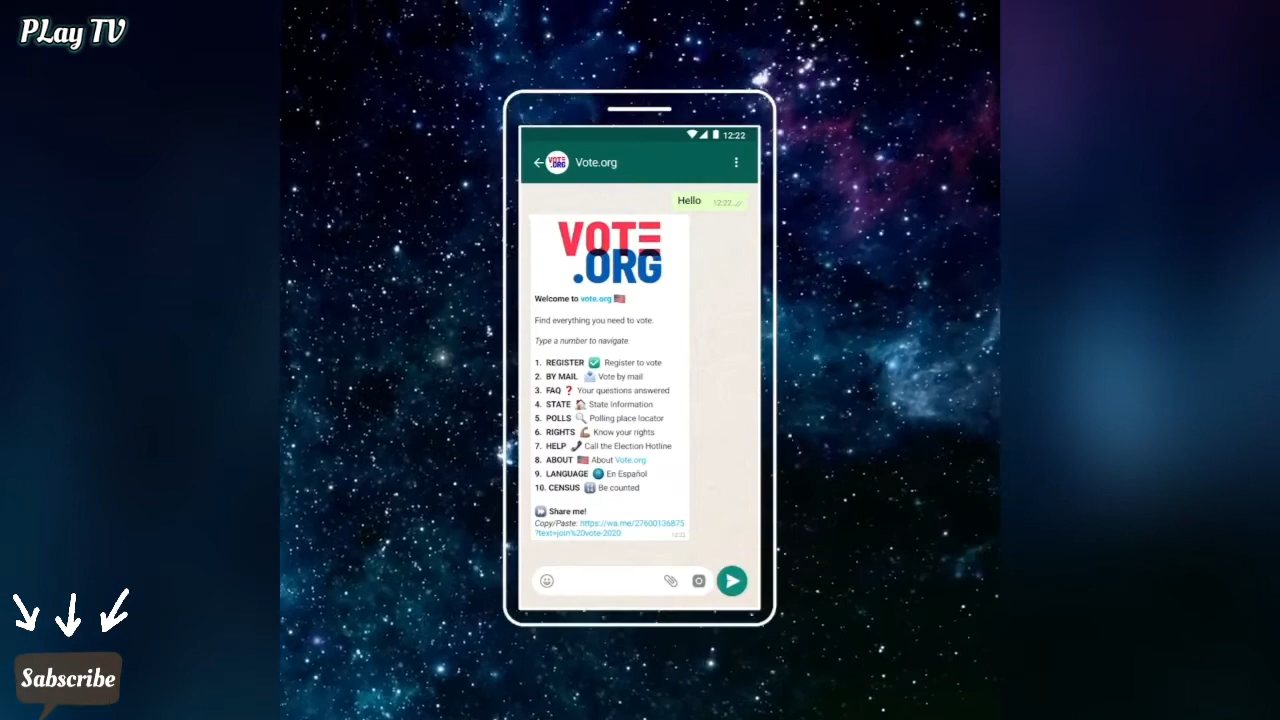 PLay TV
12:22
Vote.org
Hello 12:22
VOTE
.ORG
Welcome to vote.org
Find everything you need to vote.
Type a number to navigate
1. REGISTER ✅ Register to vote
2. BY MAIL 📩 Vote by mail
3. FAQ ❓ Your questions answered
4. STATE 🏠 State Information
5. POLLS 🔍 Polling place locator
6. RIGHTS 💪 Know your rights
7. HELP 📞 Call the Election Hotline
8. ABOUT 🇺🇸 About Vote.org
9. LANGUAGE 🌐 En Español
10. CENSUS 🔢 Be counted
⏩ Share me!
Copy/Paste: https://wa.me/27600136875
?text=join%20vote-2020 12:22
Sabscribe